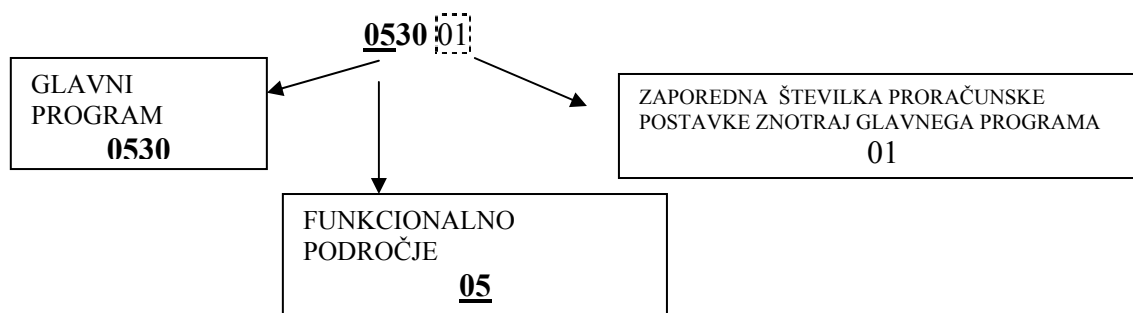 0530 01
GLAVNI
PROGRAM
0530
ZAPOREDNA ŠTEVILKA PRORAČUNSKE
POSTAVKE ZNOTRAJ GLAVNEGA PROGRAMA
01
FUNKCIONALNO
PODROČJE
05